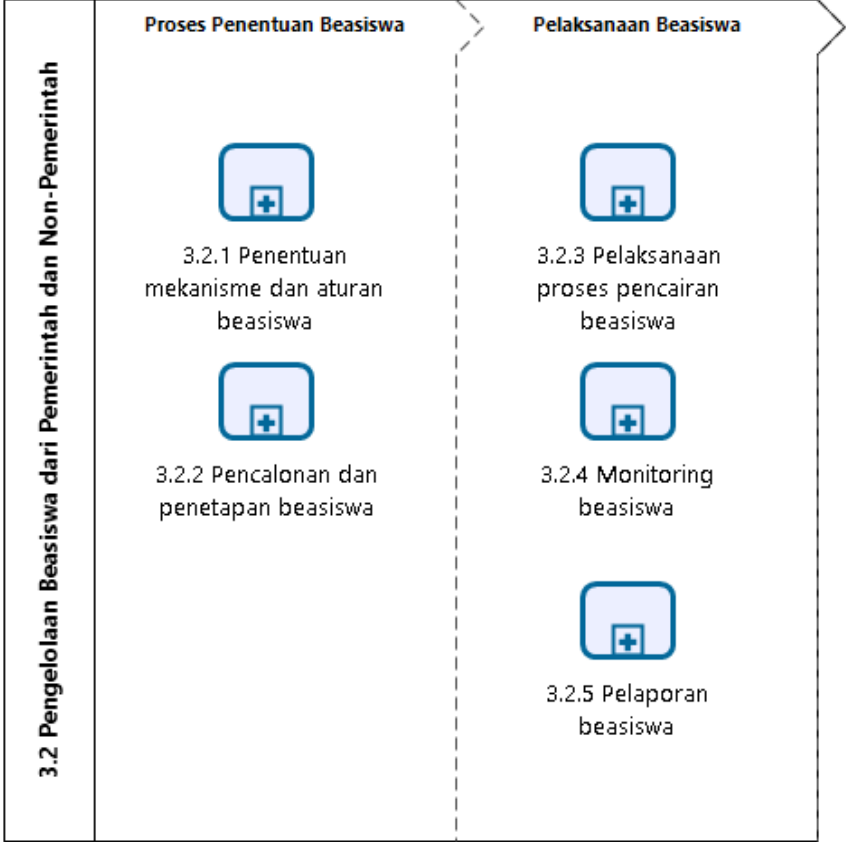 3.2 Pengelolaan Beasiswa dari Pemerintah dan Non-Pemerintah
Proses Penentuan Beasiswa
3.2.1 Penentuan
mekanisme dan aturan
beasiswa
3.2.2 Pencalonan dan
penetapan beasiswa
Pelaksanaan Beasiswa
3.2.3 Pelaksanaan
proses pencairan
beasiswa
3.2.4 Monitoring
beasiswa
3.2.5 Pelaporan
beasiswa